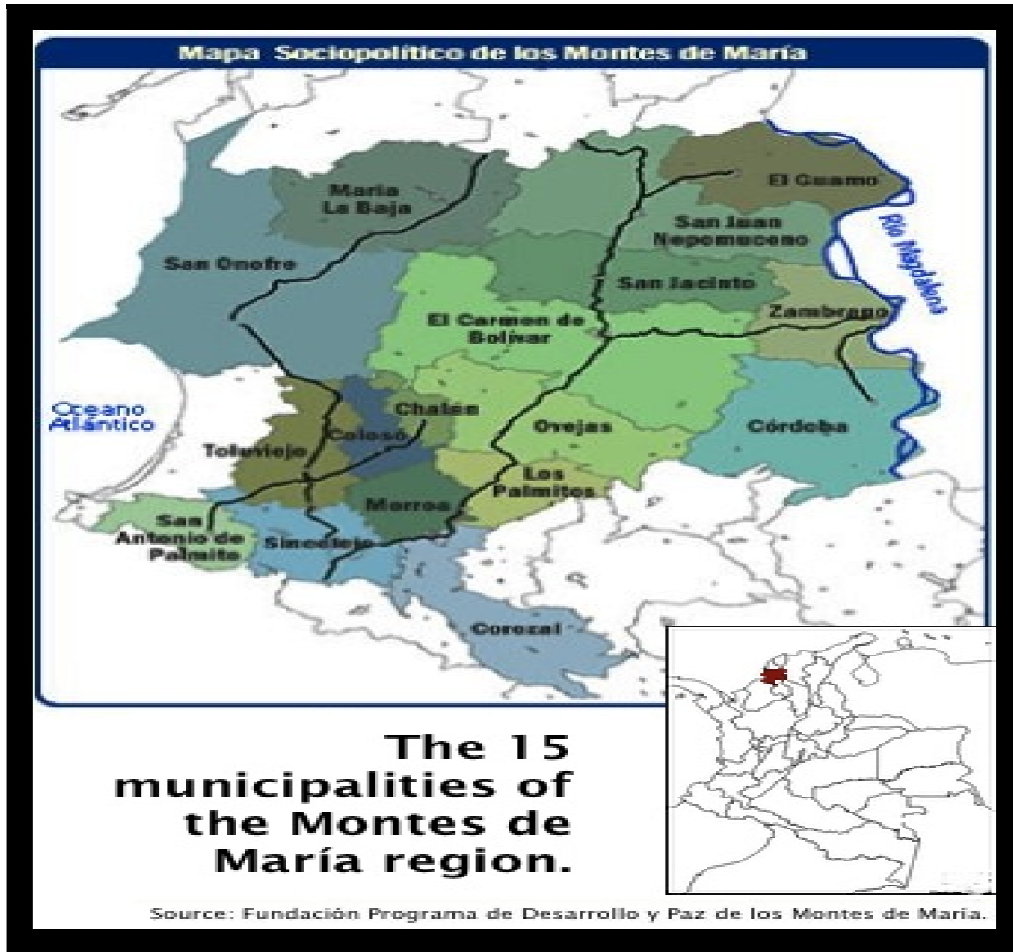 Mapa Sociopolítico de los Montes de María
El Guamo
María
La Baja
San Juan
Nepomuceno
San Onofre
Río Magdalena
San Jacinto
Zambrano
El Carmen de
Bolívar
Oceano
Atlántico
Chalán
Ovejas
Córdoba
Colosó
Toluviejo
Los
Palmitos
Morroa
San
Antonio de
Palmito
Sincelejo
Corozal
The 15
municipalities of
the Montes de
María region.
Source: Fundación Programa de Desarrollo y Paz de los Montes de María.